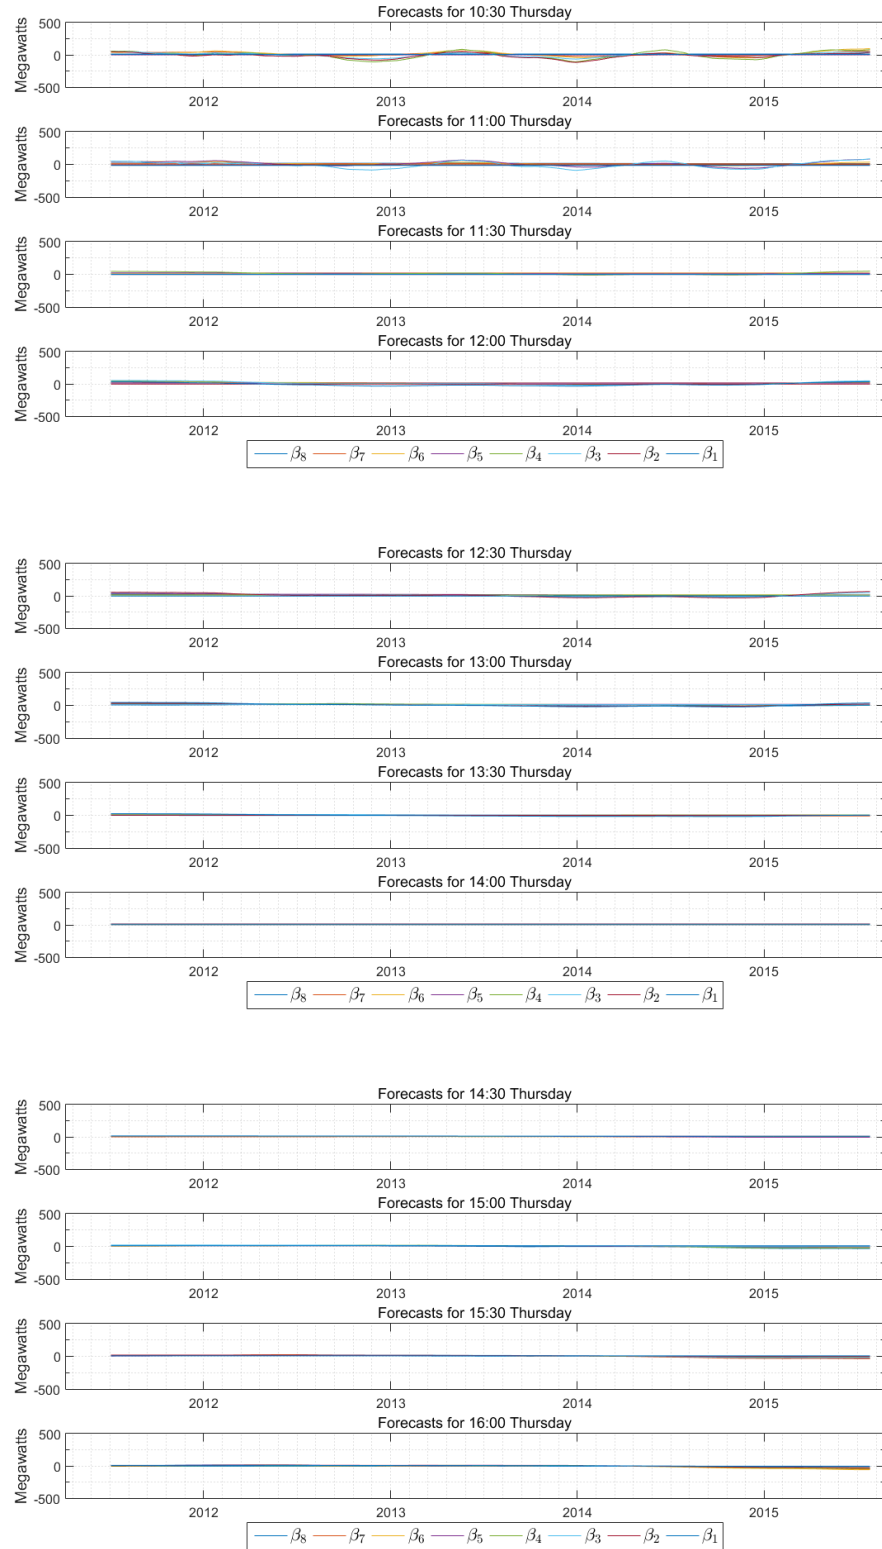 Forecasts for 10:30 Thursday
Megawatts
500
0
-500
2012 2013 2014 2015
Forecasts for 11:00 Thursday
Megawatts
500
0
-500
2012 2013 2014 2015
Forecasts for 11:30 Thursday
Megawatts
500
0
-500
2012 2013 2014 2015
Forecasts for 12:00 Thursday
Megawatts
500
0
-500
2012 2013 2014 2015
β₈ β₇ β₆ β₅ β₄ β₃ β₂ β₁
Forecasts for 12:30 Thursday
Megawatts
500
0
-500
2012 2013 2014 2015
Forecasts for 13:00 Thursday
Megawatts
500
0
-500
2012 2013 2014 2015
Forecasts for 13:30 Thursday
Megawatts
500
0
-500
2012 2013 2014 2015
Forecasts for 14:00 Thursday
Megawatts
500
0
-500
2012 2013 2014 2015
β₈ β₇ β₆ β₅ β₄ β₃ β₂ β₁
Forecasts for 14:30 Thursday
Megawatts
500
0
-500
2012 2013 2014 2015
Forecasts for 15:00 Thursday
Megawatts
500
0
-500
2012 2013 2014 2015
Forecasts for 15:30 Thursday
Megawatts
500
0
-500
2012 2013 2014 2015
Forecasts for 16:00 Thursday
Megawatts
500
0
-500
2012 2013 2014 2015
β₈ β₇ β₆ β₅ β₄ β₃ β₂ β₁